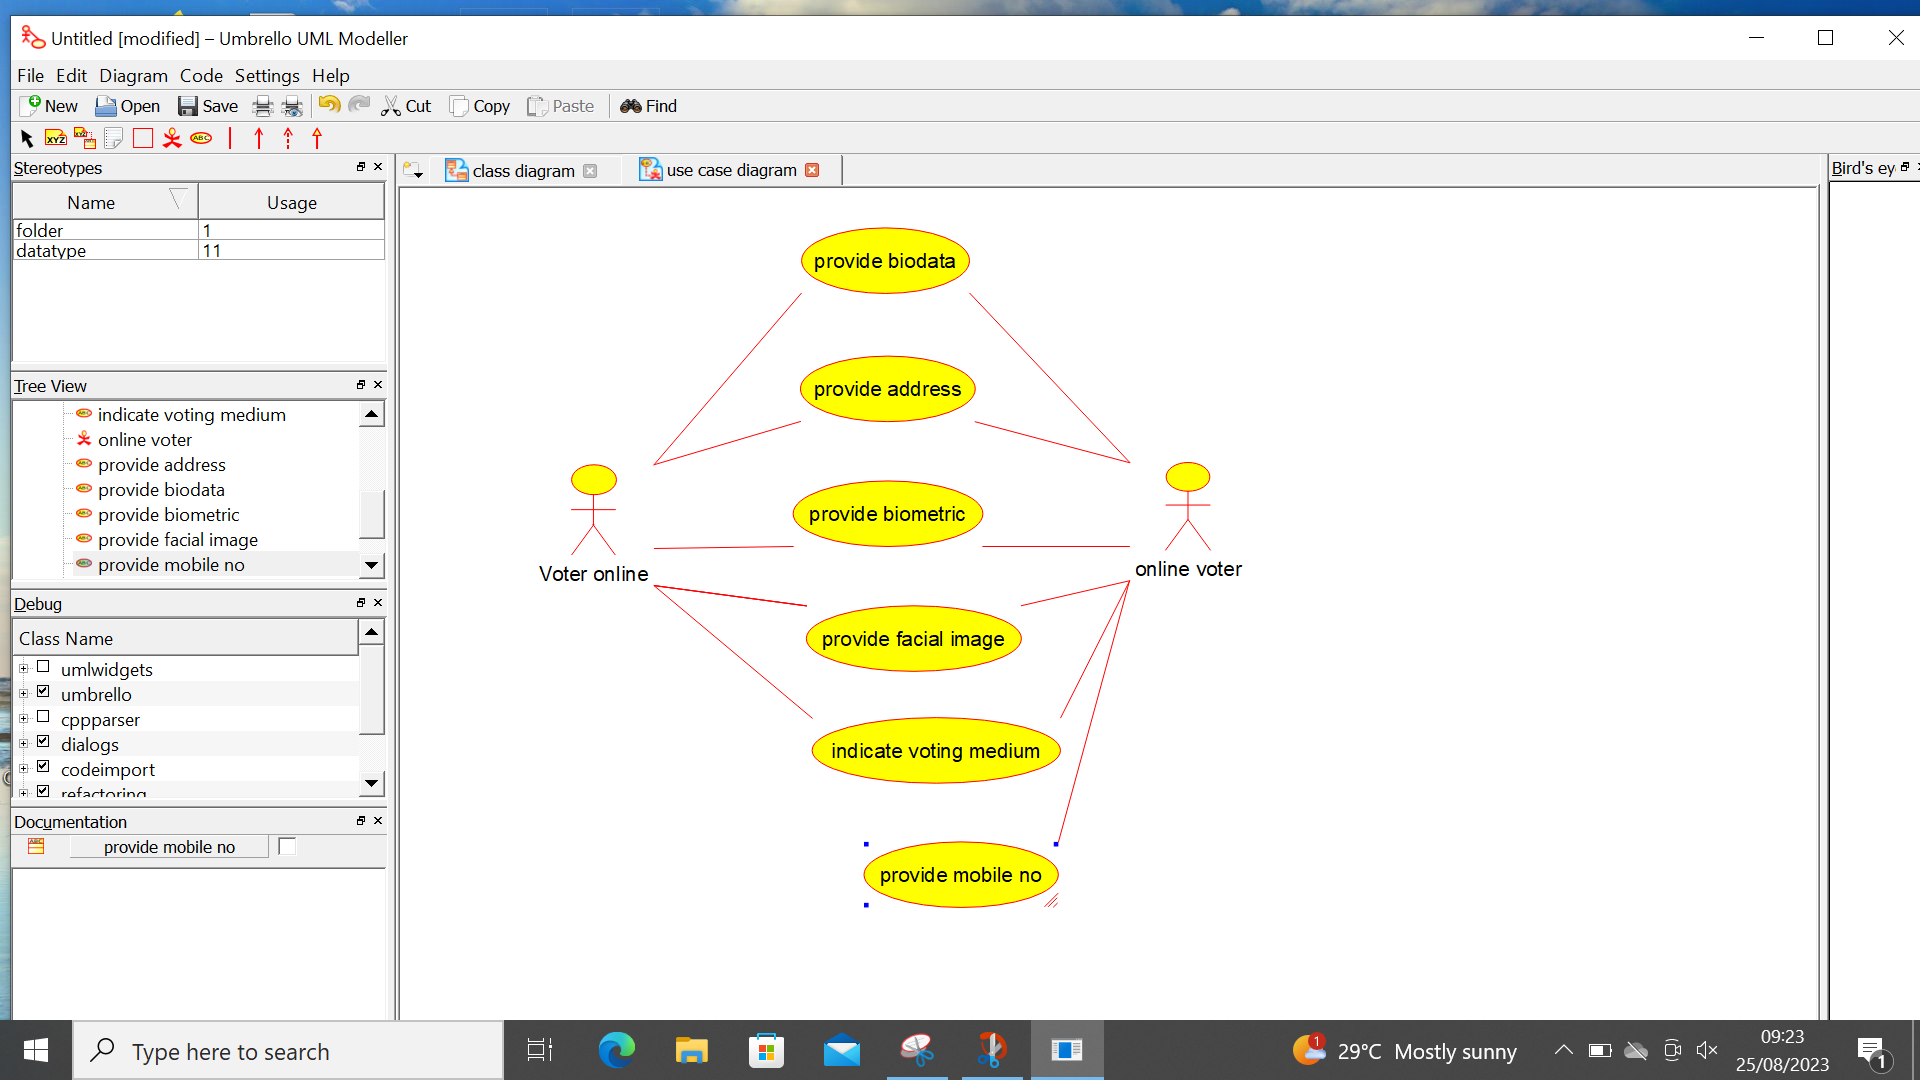 Untitled [modified] – Umbrello UML Modeller
File Edit Diagram Code Settings Help
New Open Save Cut Copy Paste Find
XYZ XYZ ABC
Stereotypes
Name Usage
folder 1
datatype 11
Tree View
indicate voting medium
online voter
provide address
provide biodata
provide biometric
provide facial image
provide mobile no
Debug
Class Name
umlwidgets
umbrello
cppparser
dialogs
codeimport
refactoring
Documentation
ABC provide mobile no
class diagram use case diagram
provide biodata
provide address
provide biometric
Voter online
online voter
provide facial image
indicate voting medium
provide mobile no
Bird's ey
Type here to search
1 29°C Mostly sunny
09:23
25/08/2023
1